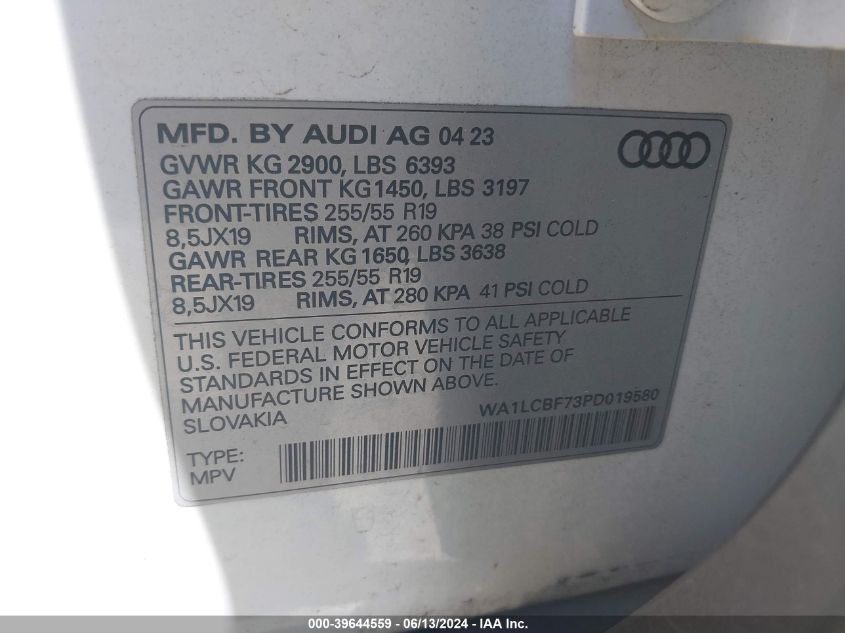 MFD. BY AUDI AG 04 23
GVWR KG 2900, LBS 6393
GAWR FRONT KG 1450, LBS 3197
FRONT-TIRES 255/55 R19
8,5JX19 RIMS, AT 260 KPA 38 PSI COLD
GAWR REAR KG 1650, LBS 3638
REAR-TIRES 255/55 R19
8,5JX19 RIMS, AT 280 KPA 41 PSI COLD
THIS VEHICLE CONFORMS TO ALL APPLICABLE
U.S. FEDERAL MOTOR VEHICLE SAFETY
STANDARDS IN EFFECT ON THE DATE OF
MANUFACTURE SHOWN ABOVE.
SLOVAKIA WA1LCBF73PD019580
TYPE:
MPV
000-39644559 - 06/13/2024 - IAA Inc.